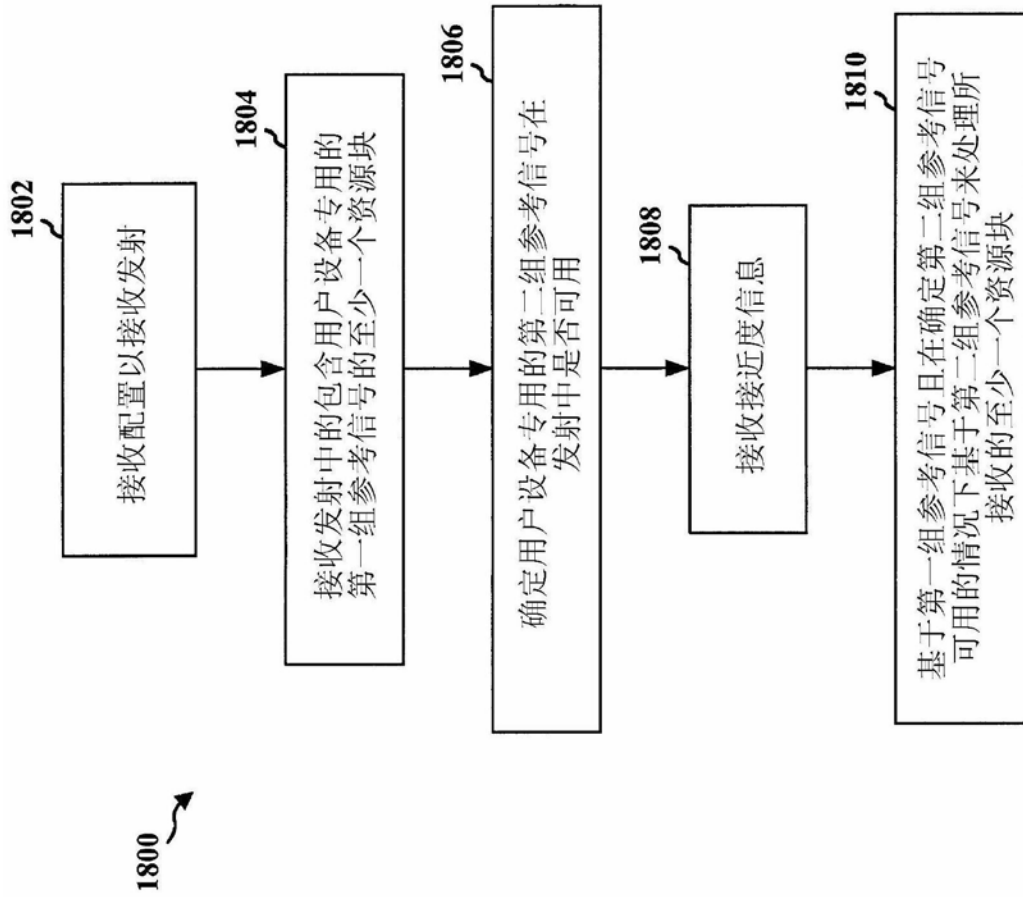 1800
1802
接收配置以接收发射
1804
接收发射中的包含用户设备专用的
第一组参考信号的至少一个资源块
1806
确定用户设备专用的第二组参考信号在
发射中是否可用
1808
接收接近度信息
1810
基于第一组参考信号且在确定第二组参考信号
可用的情况下基于第二组参考信号来处理所
接收的至少一个资源块